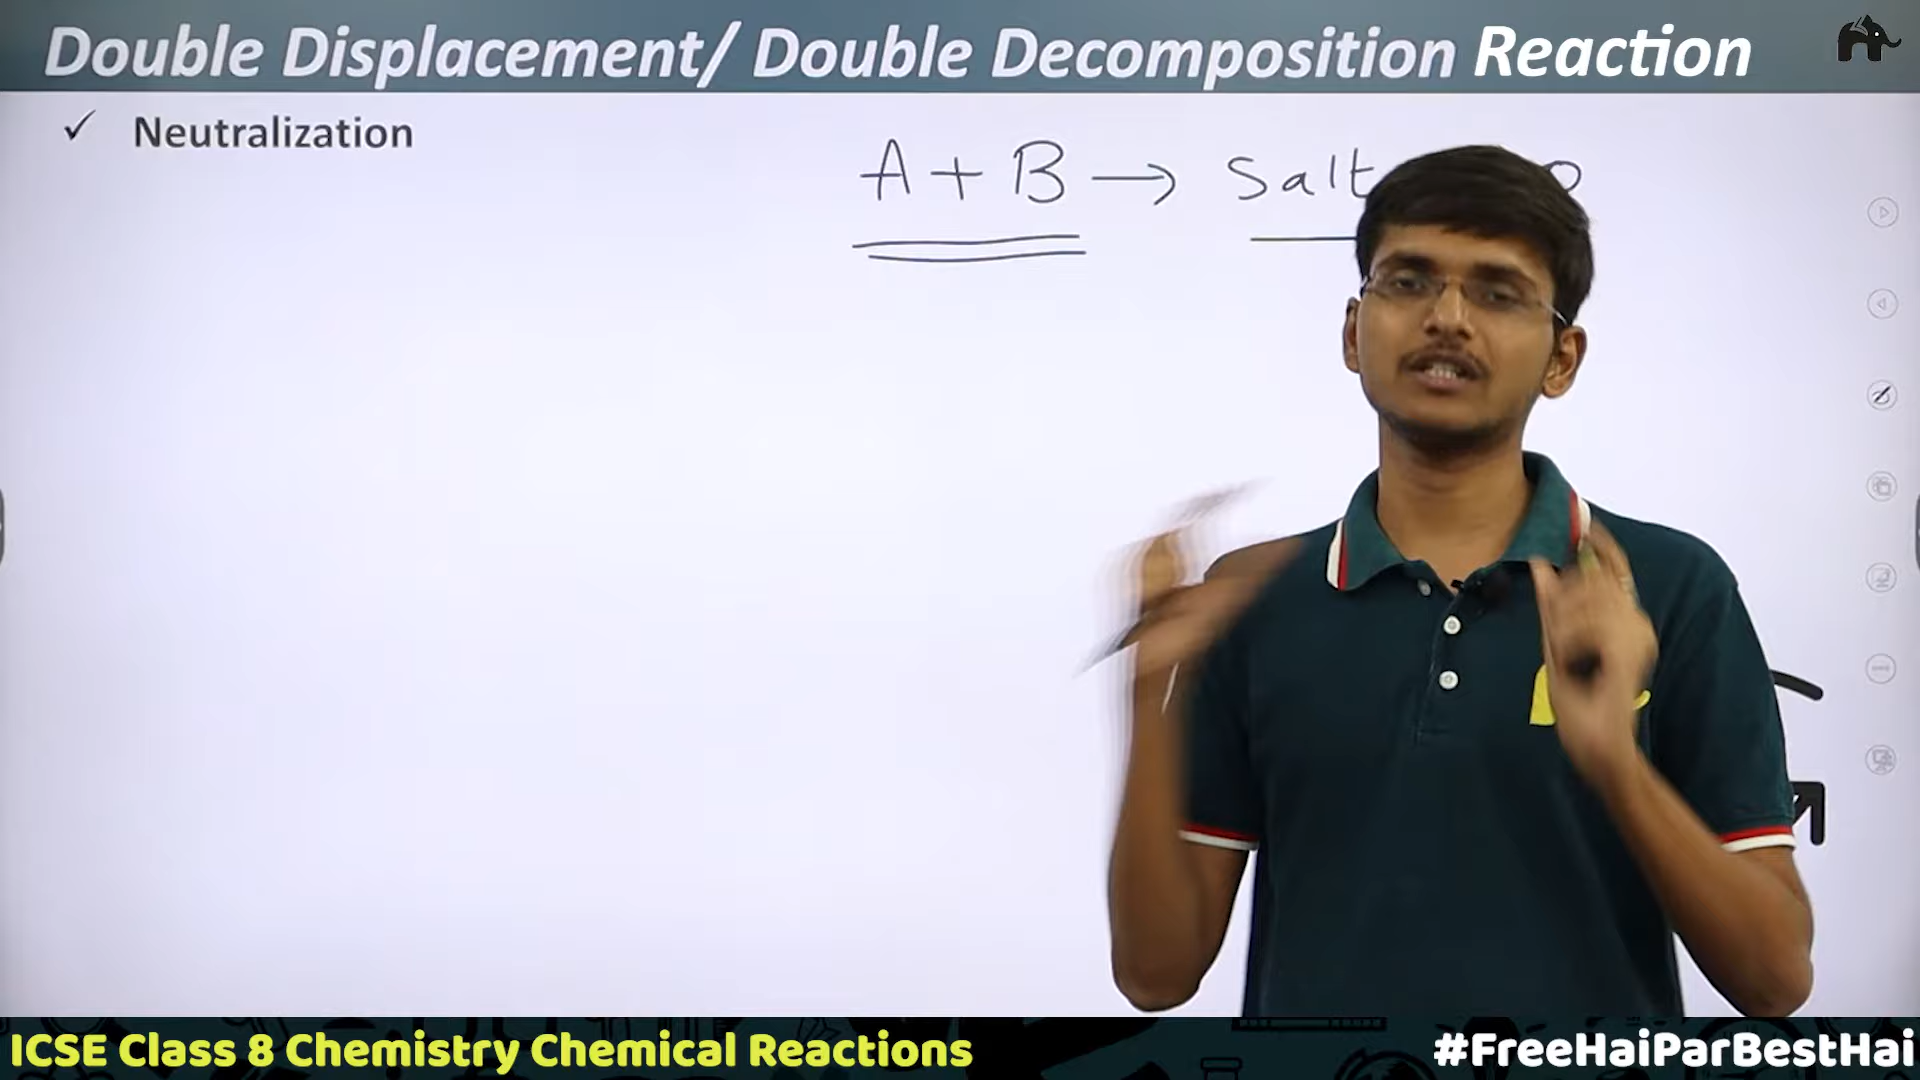 Double Displacement/ Double Decomposition Reaction
✓ Neutralization
A + B → Salt
ICSE Class 8 Chemistry Chemical Reactions
#FreeHaiParBestHai